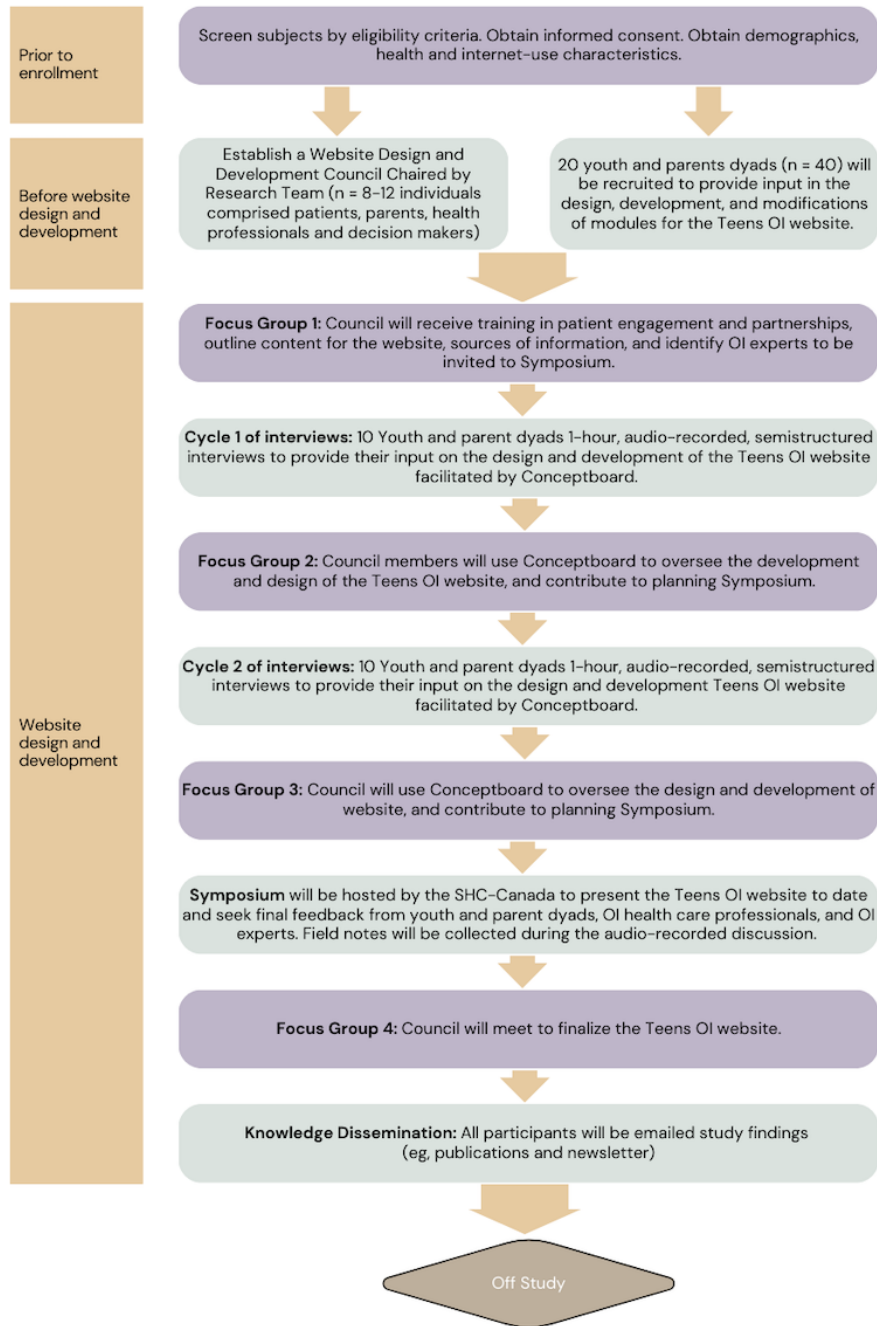 Prior to
enrollment
Screen subjects by eligibility criteria. Obtain informed consent. Obtain demographics,
health and internet-use characteristics.
Before website
design and
development
Establish a Website Design and
Development Council Chaired by
Research Team (n = 8-12 individuals
comprised patients, parents, health
professionals and decision makers)
20 youth and parents dyads (n = 40) will
be recruited to provide input in the
design, development, and modifications
of modules for the Teens OI website.
Website
design and
development
Focus Group 1: Council will receive training in patient engagement and partnerships,
outline content for the website, sources of information, and identify OI experts to be
invited to Symposium.
Cycle 1 of interviews: 10 Youth and parent dyads 1-hour, audio-recorded, semistructured
interviews to provide their input on the design and development of the Teens OI website
facilitated by Conceptboard.
Focus Group 2: Council members will use Conceptboard to oversee the development
and design of the Teens OI website, and contribute to planning Symposium.
Cycle 2 of interviews: 10 Youth and parent dyads 1-hour, audio-recorded, semistructured
interviews to provide their input on the design and development Teens OI website
facilitated by Conceptboard.
Focus Group 3: Council will use Conceptboard to oversee the design and development of
website, and contribute to planning Symposium.
Symposium will be hosted by the SHC-Canada to present the Teens OI website to date
and seek final feedback from youth and parent dyads, OI health care professionals, and OI
experts. Field notes will be collected during the audio-recorded discussion.
Focus Group 4: Council will meet to finalize the Teens OI website.
Knowledge Dissemination: All participants will be emailed study findings
(eg, publications and newsletter)
Off Study